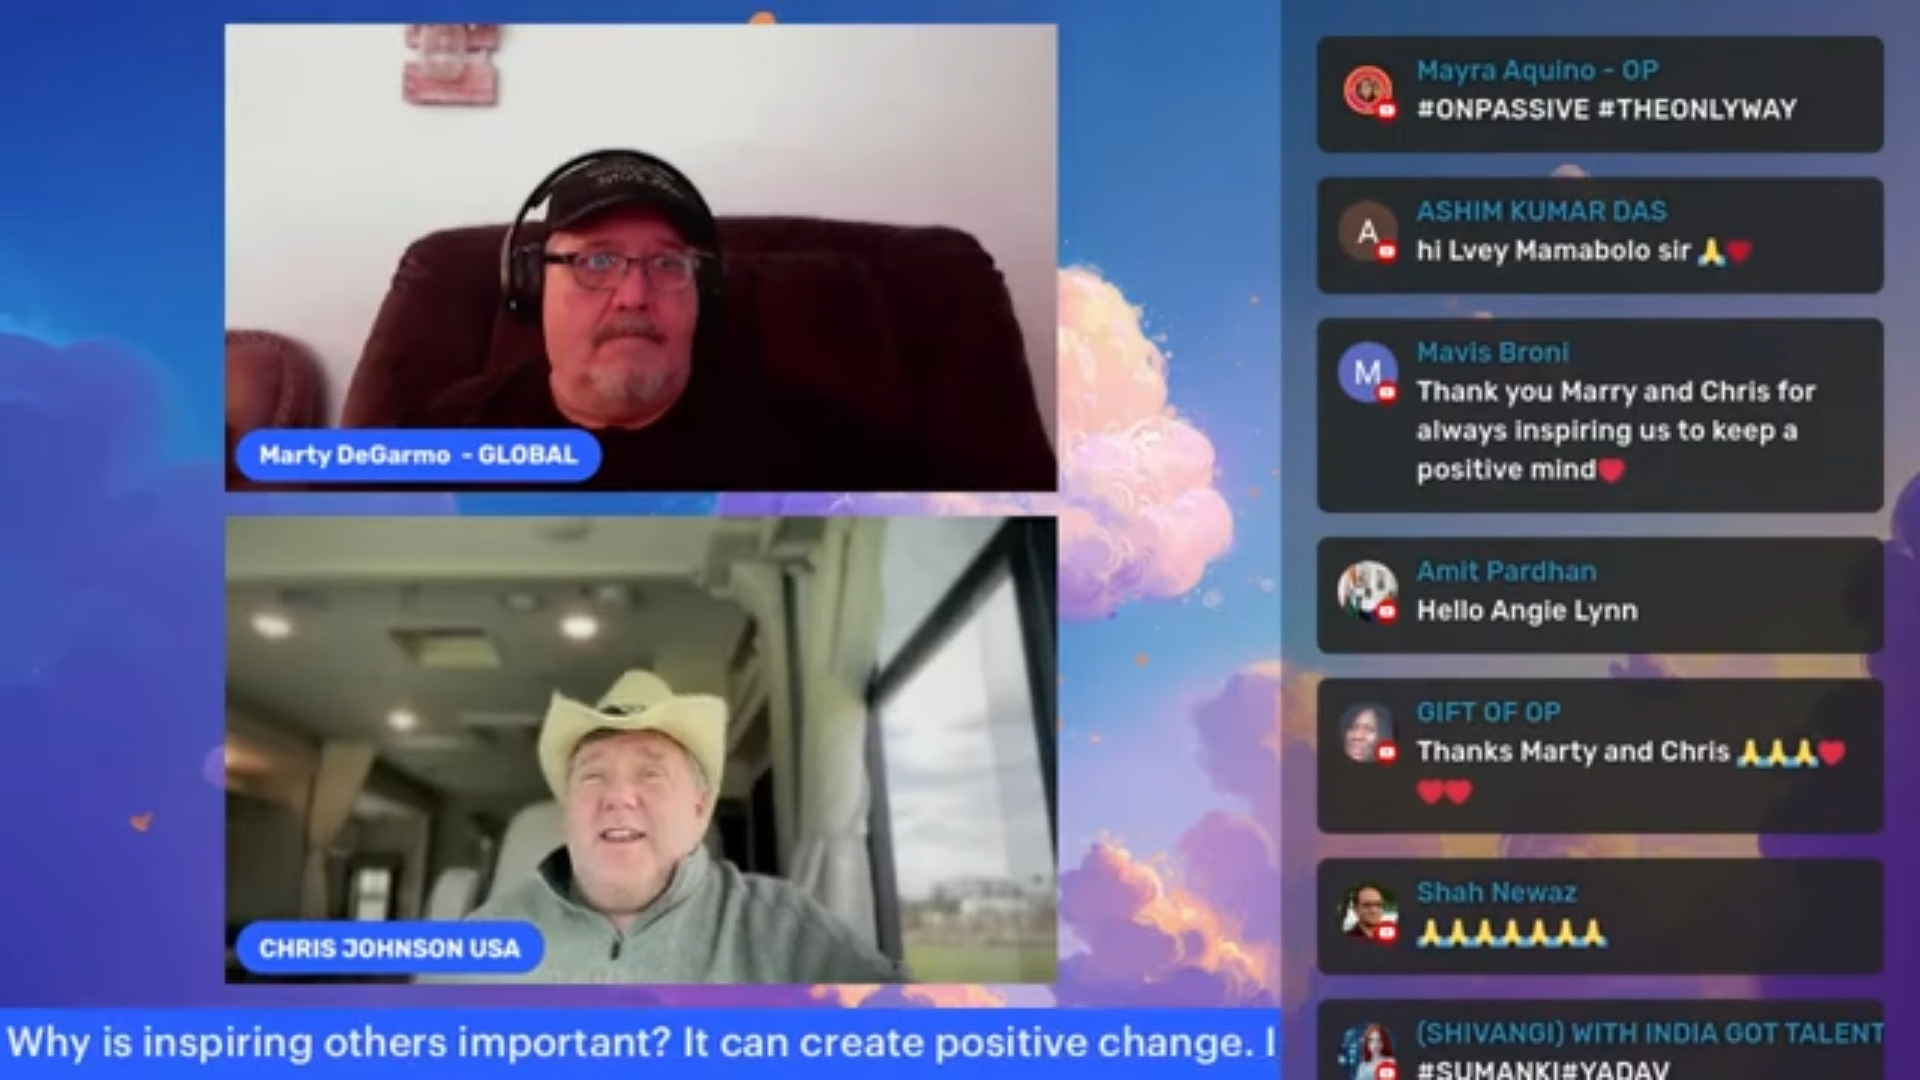 Marty DeGarmo - GLOBAL
CHRIS JOHNSON USA
Why is inspiring others important? It can create positive change. I
Mayra Aquino - OP
#ONPASSIVE #THEONLYWAY
A
ASHIM KUMAR DAS
hi Lvey Mamabolo sir 🙏❤️
M
Mavis Broni
Thank you Marry and Chris for
always inspiring us to keep a
positive mind❤️
Amit Pardhan
Hello Angie Lynn
GIFT OF OP
Thanks Marty and Chris 🙏🙏🙏❤️
❤️❤️
Shah Newaz
🙏🙏🙏🙏🙏🙏🙏
(SHIVANGI) WITH INDIA GOT TALENT
#SUMANKI#YADAV